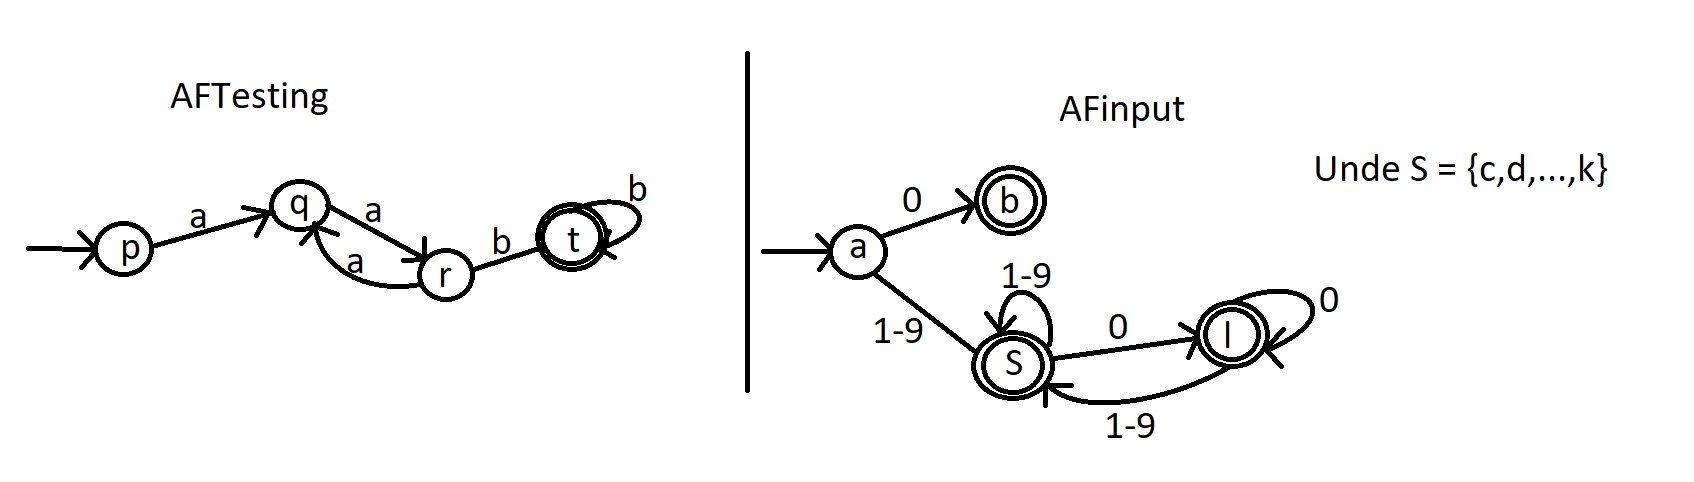 AFTesting
p
a
q
a
a
r
b
t
b
AFinput
Unde S = {c,d,...,k}
a
0
b
1-9
1-9
S
0
l
0
1-9